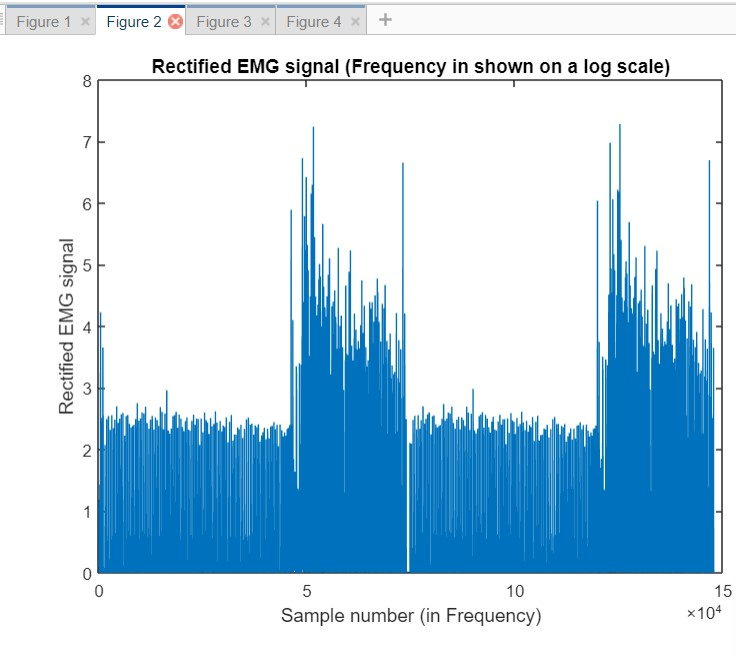 Figure 1 × Figure 2 × Figure 3 × Figure 4 × +
Rectified EMG signal (Frequency in shown on a log scale)
8
7
6
5
4
3
2
1
0
Rectified EMG signal
0 5 10 15
×10⁴
Sample number (in Frequency)